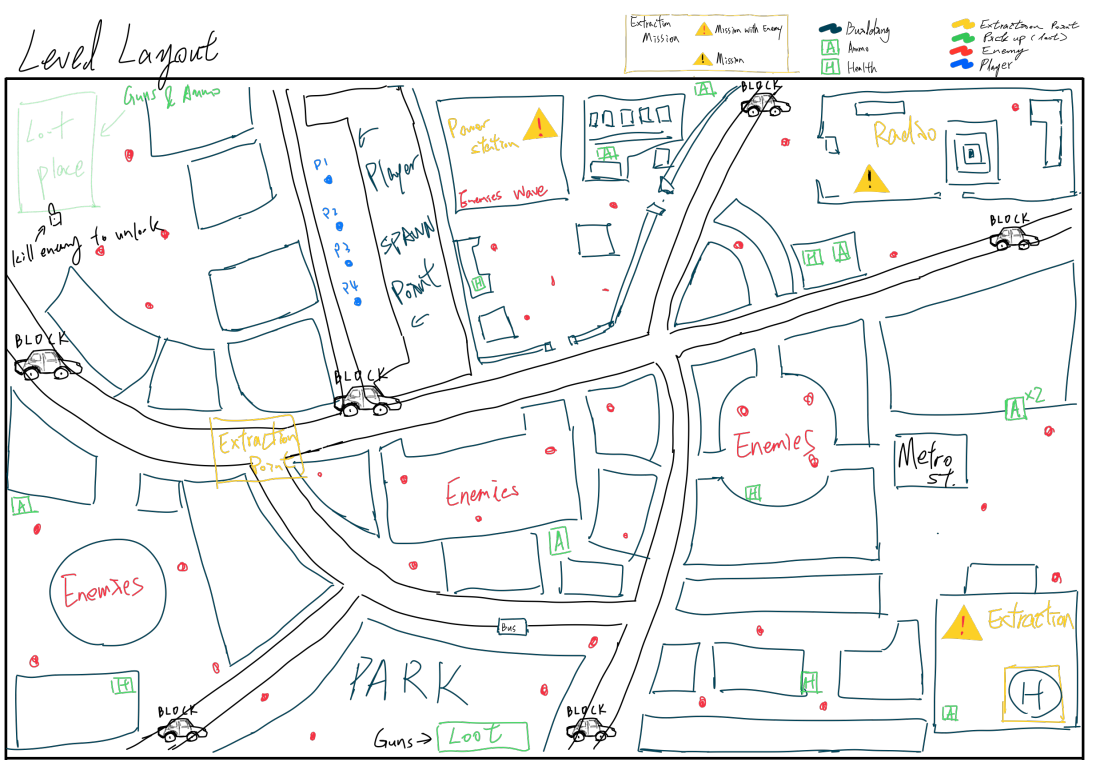 Level Layout
Extraction
Mission
Mission with Enemy
Mission
Building
A Ammo
H Health
Extraction Point
Pick up (loot)
Enemy
Player
Guns & Ammo
Loot
place
kill enemy to unlock
P1
P2
P3
P4
Player
SPAWN
Point
Power
station
Enemies Wave
A
A
H
BLOCK
Radio
B
BLOCK
H A
BLOCK
BLOCK
Extraction
Point
Enemies
H
A ×2
Metro
st.
Enemies
A
A
Enemies
H
BLOCK
Bus
PARK
Guns → Loot
BLOCK
H
Extraction
H
A